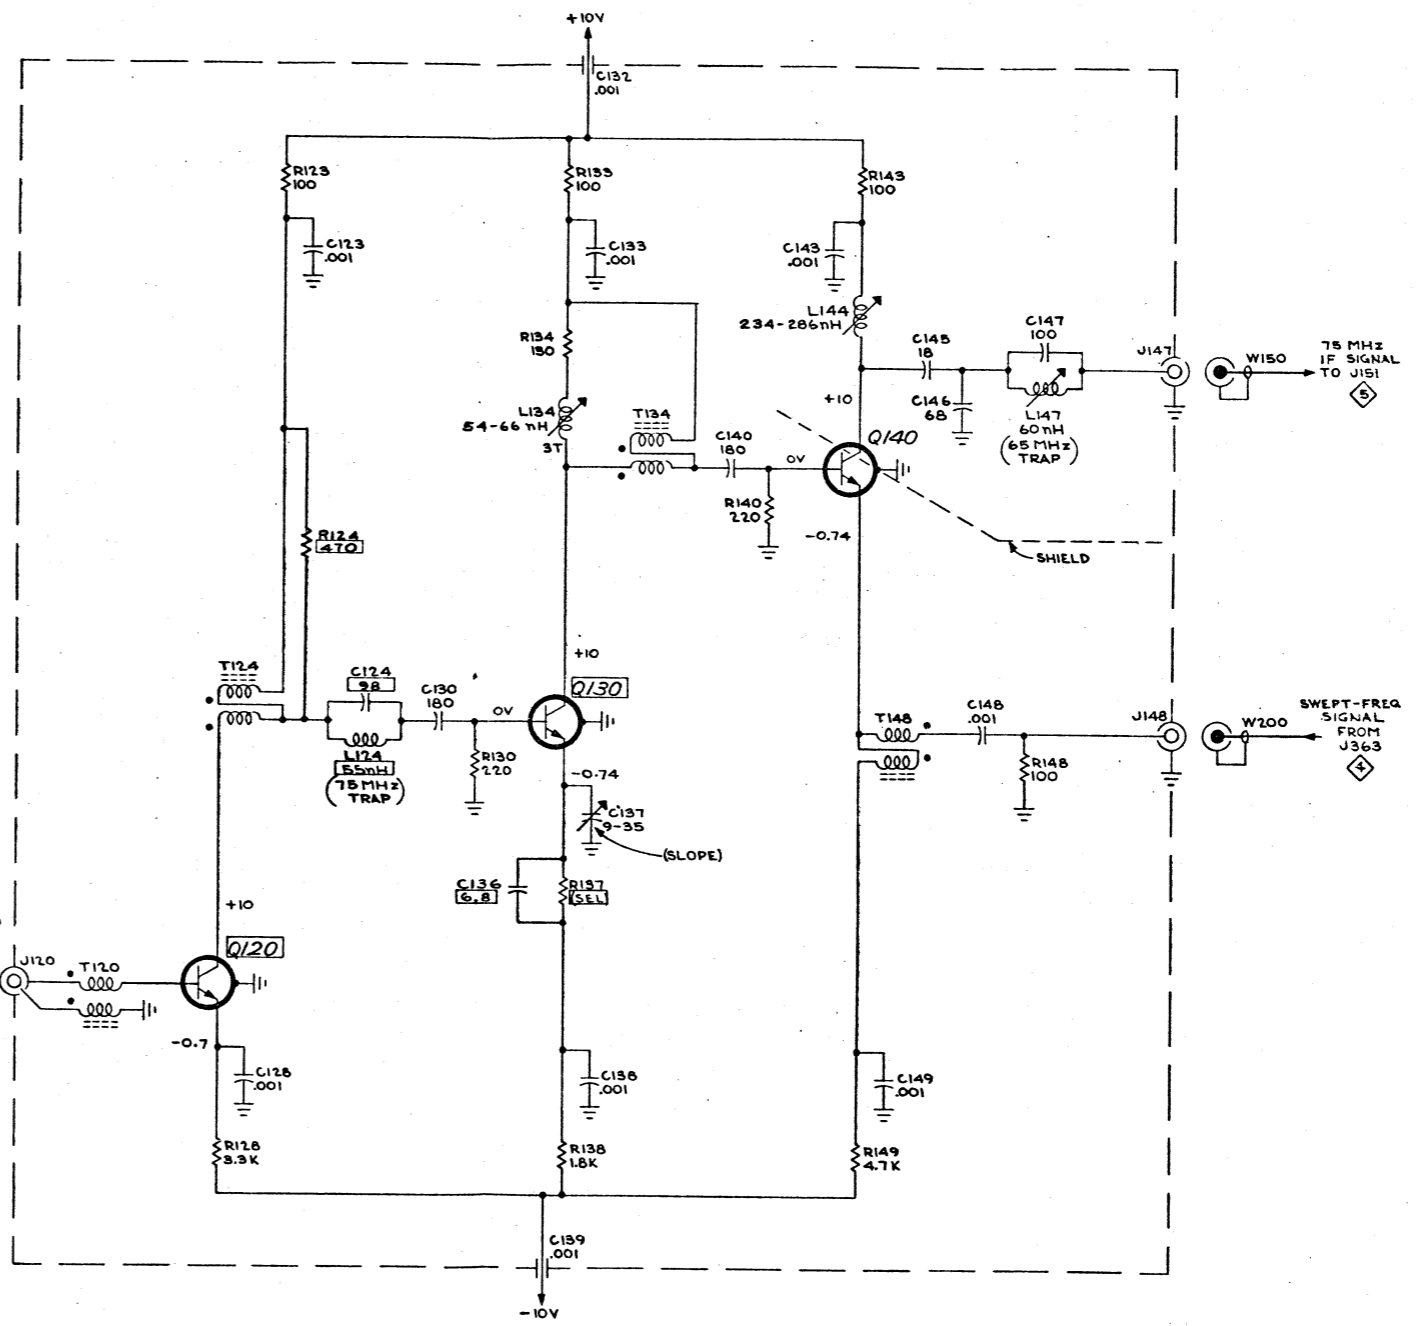 +10V
C132
.001
R123
100
R133
100
R143
100
C123
.001
C133
.001
C143
.001
L144
234-286nH
R134
130
C145
18
C147
100
J147
W150
75 MHz
IF SIGNAL
TO J151
5
L134
54-66 nH
3T
T134
C140
180
+10
C146
68
L147
60nH
(65 MHz)
TRAP
0V
Q140
R140
220
-0.74
SHIELD
R124
470
+10
T124
C124
98
C130
180
0V
Q130
L124
55nH
(75MHz)
TRAP
R130
220
-0.74
C137
9-35
(SLOPE)
T148
C148
.001
J148
W200
SWEPT-FREQ
SIGNAL
FROM
J363
4
R148
100
C136
6.8
R137
(SEL)
+10
Q120
J120
T120
-0.7
C128
.001
C138
.001
C149
.001
R128
3.3K
R138
1.8K
R149
4.7K
C139
.001
-10V